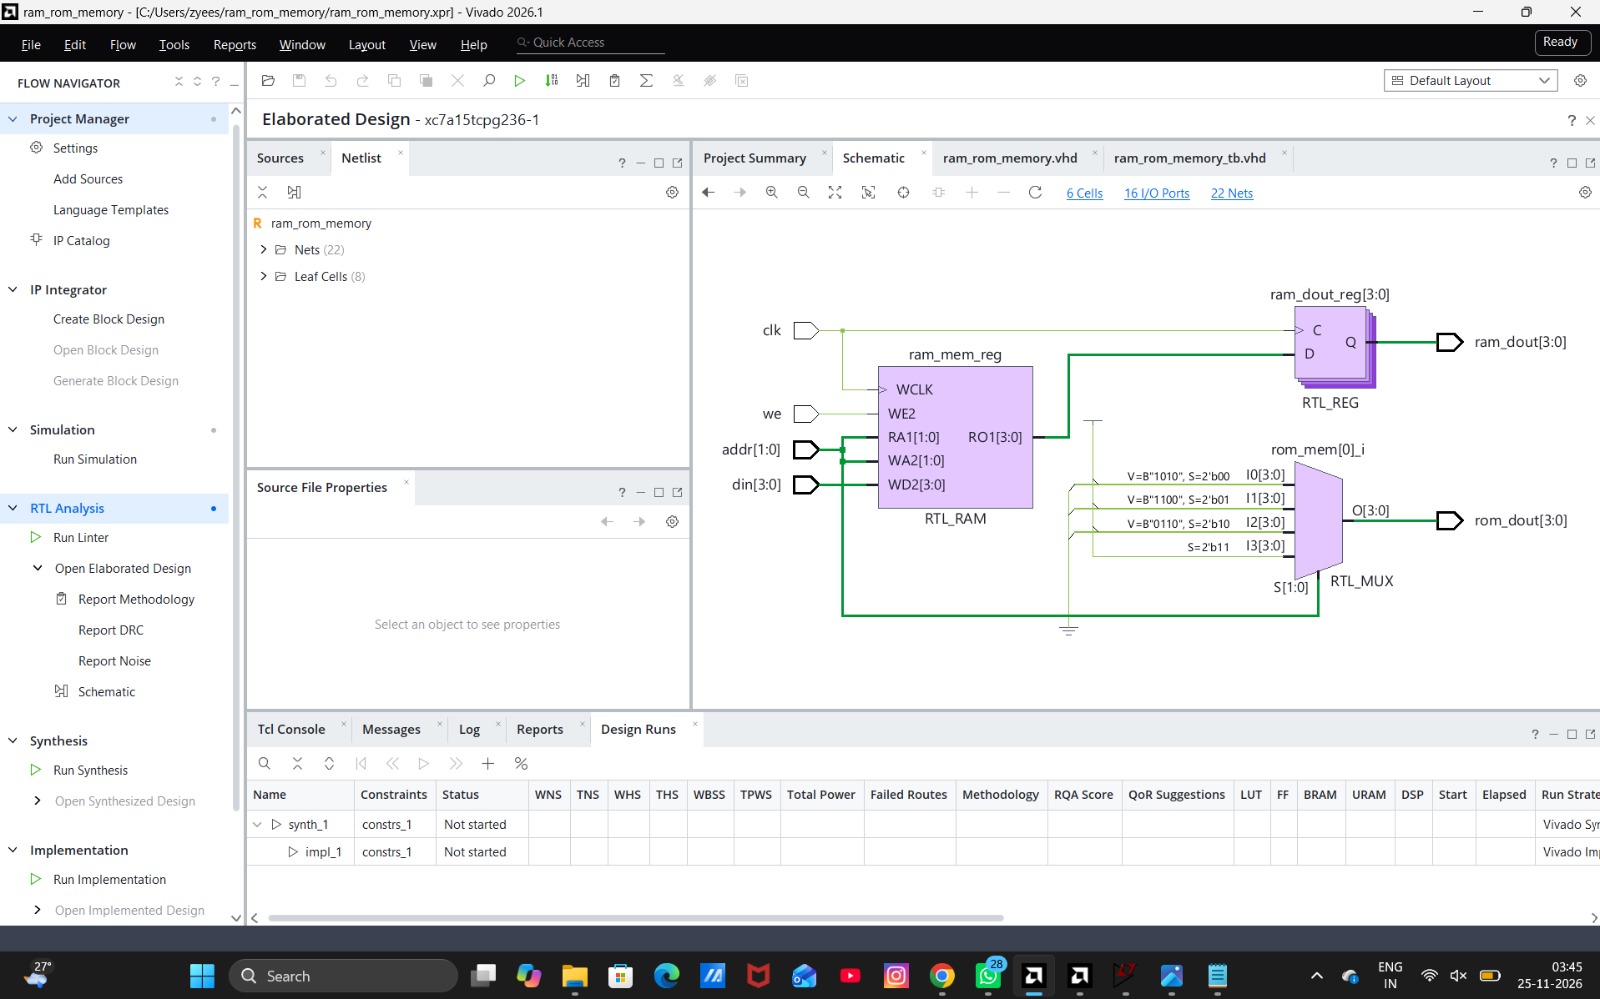 ram_rom_memory - [C:/Users/zyees/ram_rom_memory/ram_rom_memory.xpr] - Vivado 2026.1
File Edit Flow Tools Reports Window Layout View Help Quick Access Ready
FLOW NAVIGATOR
Default Layout
Project Manager
Settings
Add Sources
Language Templates
IP Catalog
IP Integrator
Create Block Design
Open Block Design
Generate Block Design
Simulation
Run Simulation
RTL Analysis
Run Linter
Open Elaborated Design
Report Methodology
Report DRC
Report Noise
Schematic
Synthesis
Run Synthesis
Open Synthesized Design
Implementation
Run Implementation
Open Implemented Design
Elaborated Design - xc7a15tcpg236-1
Sources Netlist
ram_rom_memory
Nets (22)
Leaf Cells (8)
Source File Properties
Select an object to see properties
Project Summary Schematic ram_rom_memory.vhd ram_rom_memory_tb.vhd
6 Cells 16 I/O Ports 22 Nets
clk
we
addr[1:0]
din[3:0]
ram_mem_reg
WCLK
WE2
RA1[1:0] RO1[3:0]
WA2[1:0]
WD2[3:0]
RTL_RAM
ram_dout_reg[3:0]
C
Q
D
RTL_REG
ram_dout[3:0]
rom_mem[0]_i
V=B"1010", S=2'b00 I0[3:0]
V=B"1100", S=2'b01 I1[3:0]
V=B"0110", S=2'b10 I2[3:0]
S=2'b11 I3[3:0]
O[3:0]
rom_dout[3:0]
S[1:0]
RTL_MUX
Tcl Console Messages Log Reports Design Runs
Name Constraints Status WNS TNS WHS THS WBSS TPWS Total Power Failed Routes Methodology RQA Score QoR Suggestions LUT FF BRAM URAM DSP Start Elapsed Run Strate
synth_1 constrs_1 Not started Vivado Syn
impl_1 constrs_1 Not started Vivado Imp
27°
Search
28
ENG
IN
03:45
25-11-2026